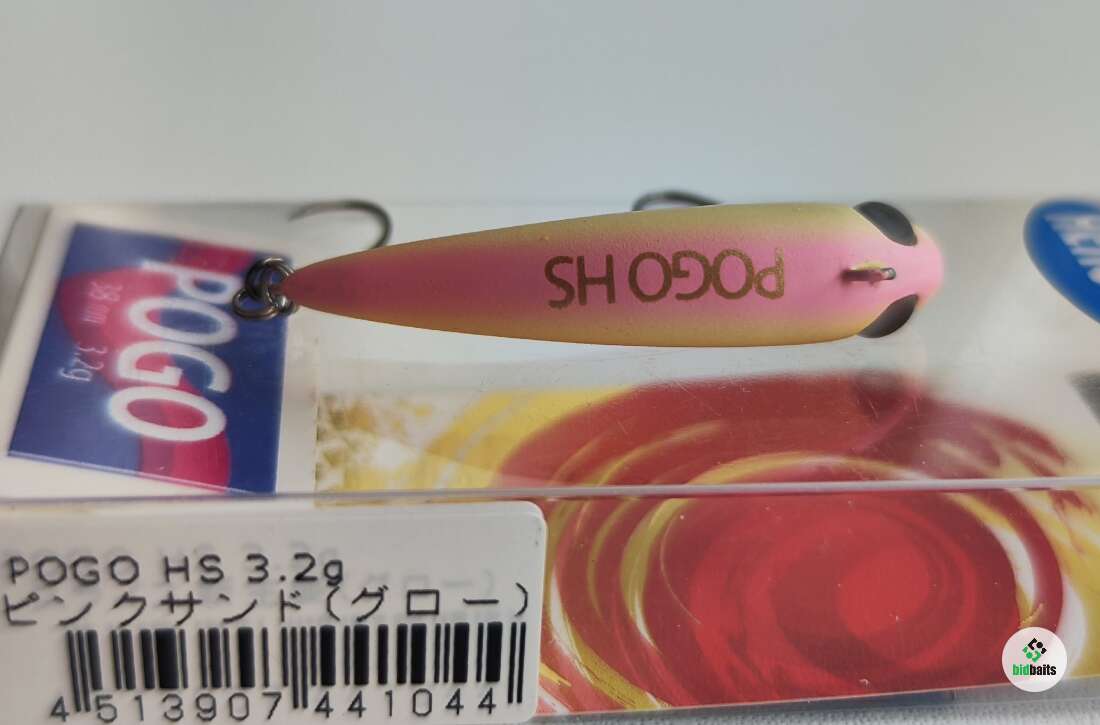 POGO HS
POGO
38mm 3.2g
POGO HS 3.2g
ピンクサンド(グロー)
4513907441044
bidbaits